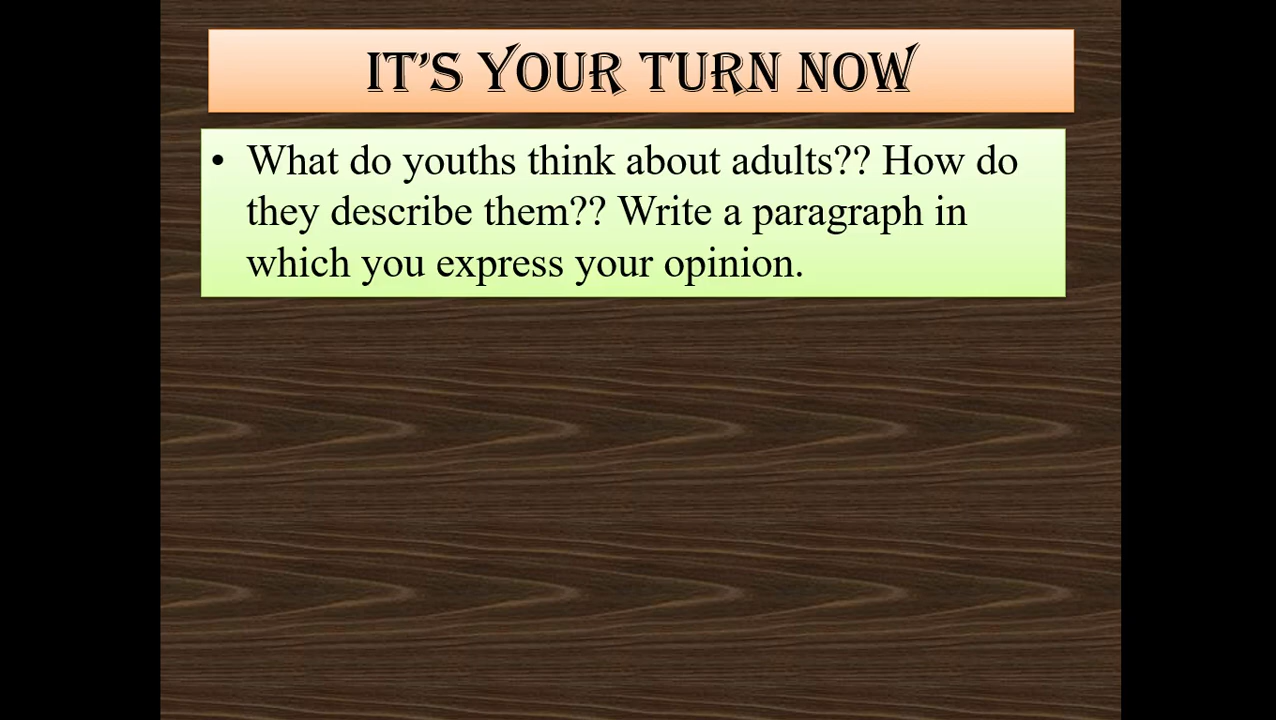 IT'S YOUR TURN NOW
• What do youths think about adults?? How do
they describe them?? Write a paragraph in
which you express your opinion.